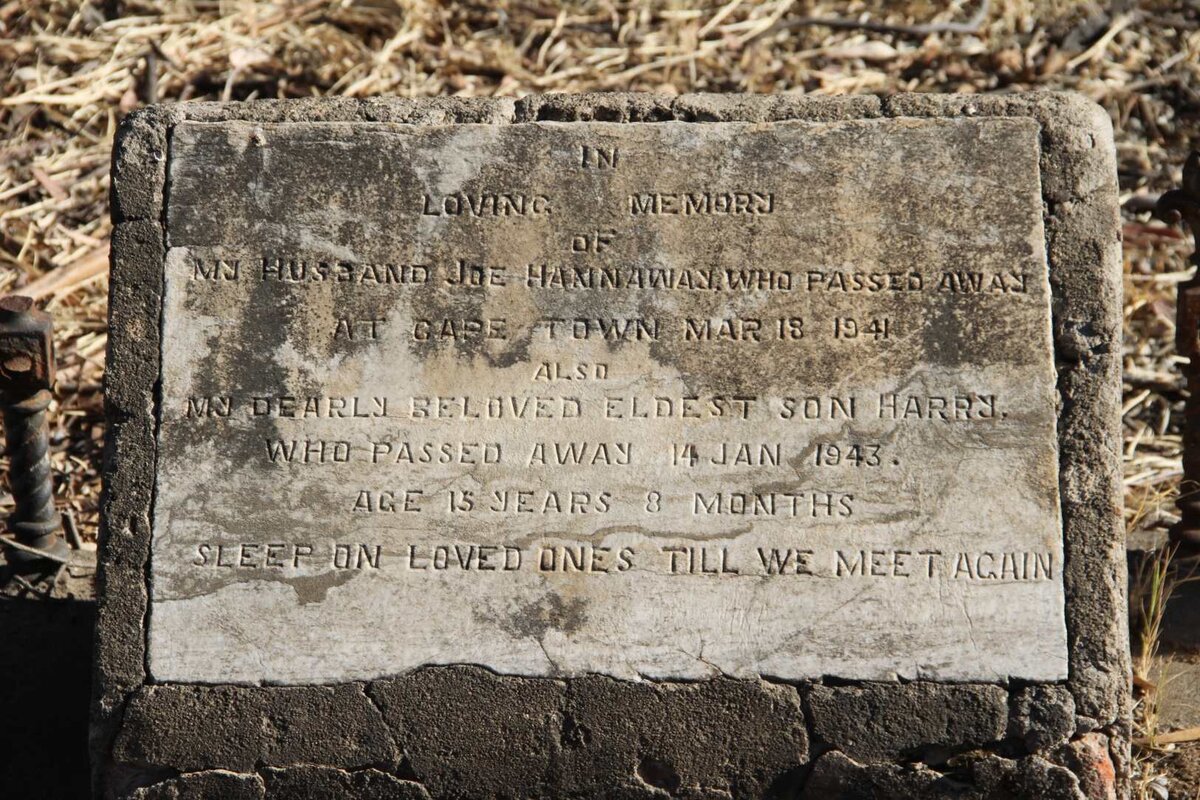 IN
LOVING MEMORY
OF
MY HUSBAND JOE HANNAWAY, WHO PASSED AWAY
AT CAPE TOWN MAR 18 1941
ALSO
MY DEARLY BELOVED ELDEST SON HARRY.
WHO PASSED AWAY 14 JAN 1943.
AGE 15 YEARS 8 MONTHS
SLEEP ON LOVED ONES TILL WE MEET AGAIN